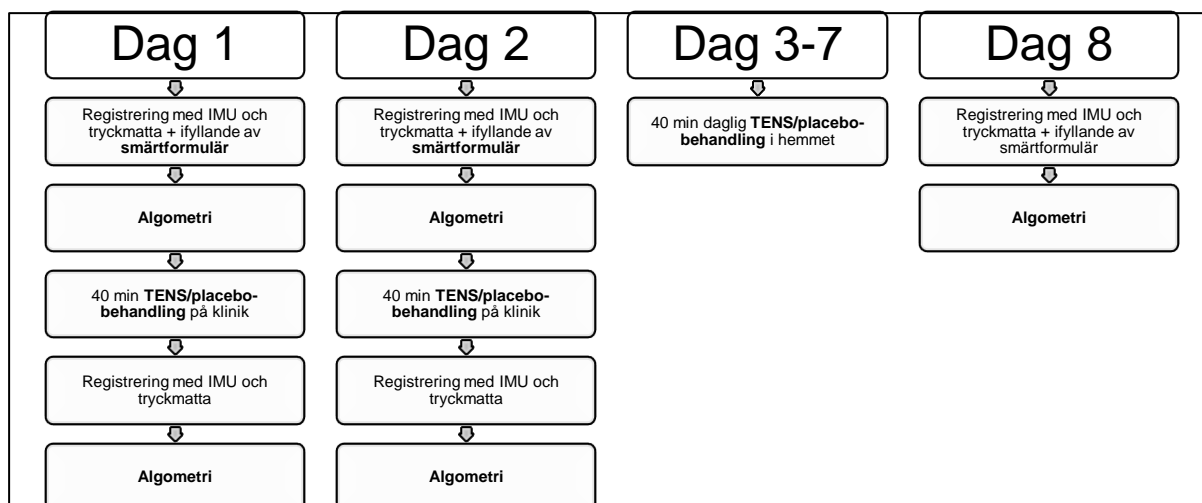 Dag 1
Registrering med IMU och
tryckmatta + ifyllande av
smärtformulär
Algometri
40 min TENS/placebo-
behandling på klinik
Registrering med IMU och
tryckmatta
Algometri
Dag 2
Registrering med IMU och
tryckmatta + ifyllande av
smärtformulär
Algometri
40 min TENS/placebo-
behandling på klinik
Registrering med IMU och
tryckmatta
Algometri
Dag 3-7
40 min daglig TENS/placebo-
behandling i hemmet
Dag 8
Registrering med IMU och
tryckmatta + ifyllande av
smärtformulär
Algometri